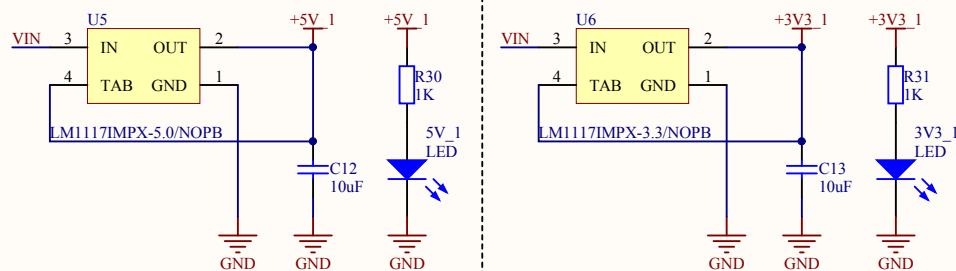 U5
+5V_1
+5V_1
VIN
3
IN
OUT
2
4
TAB
GND
1
R30
1K
LM1117IMPX-5.0/NOPB
5V_1
LED
C12
10uF
GND
GND
GND
U6
+3V3_1
+3V3_1
VIN
3
IN
OUT
2
4
TAB
GND
1
R31
1K
LM1117IMPX-3.3/NOPB
3V3_1
LED
C13
10uF
GND
GND
GND